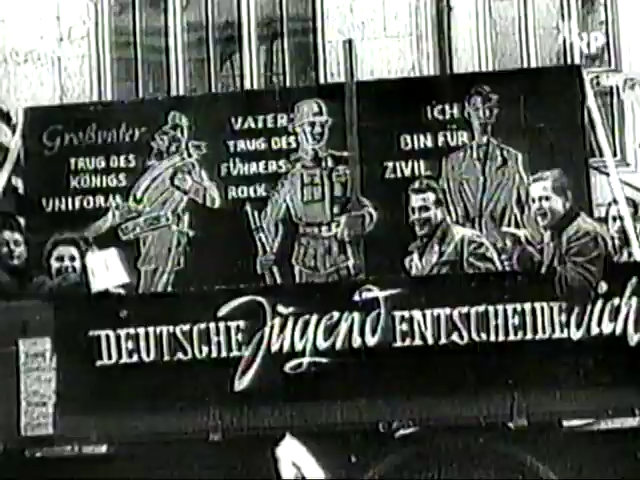 Großvater
TRUG DES
KÖNIGS
UNIFORM
VATER
TRUG DES
FÜHRERS
ROCK
ICH
BIN FÜR
ZIVIL
DEUTSCHE Jugend ENTSCHEIDE dich